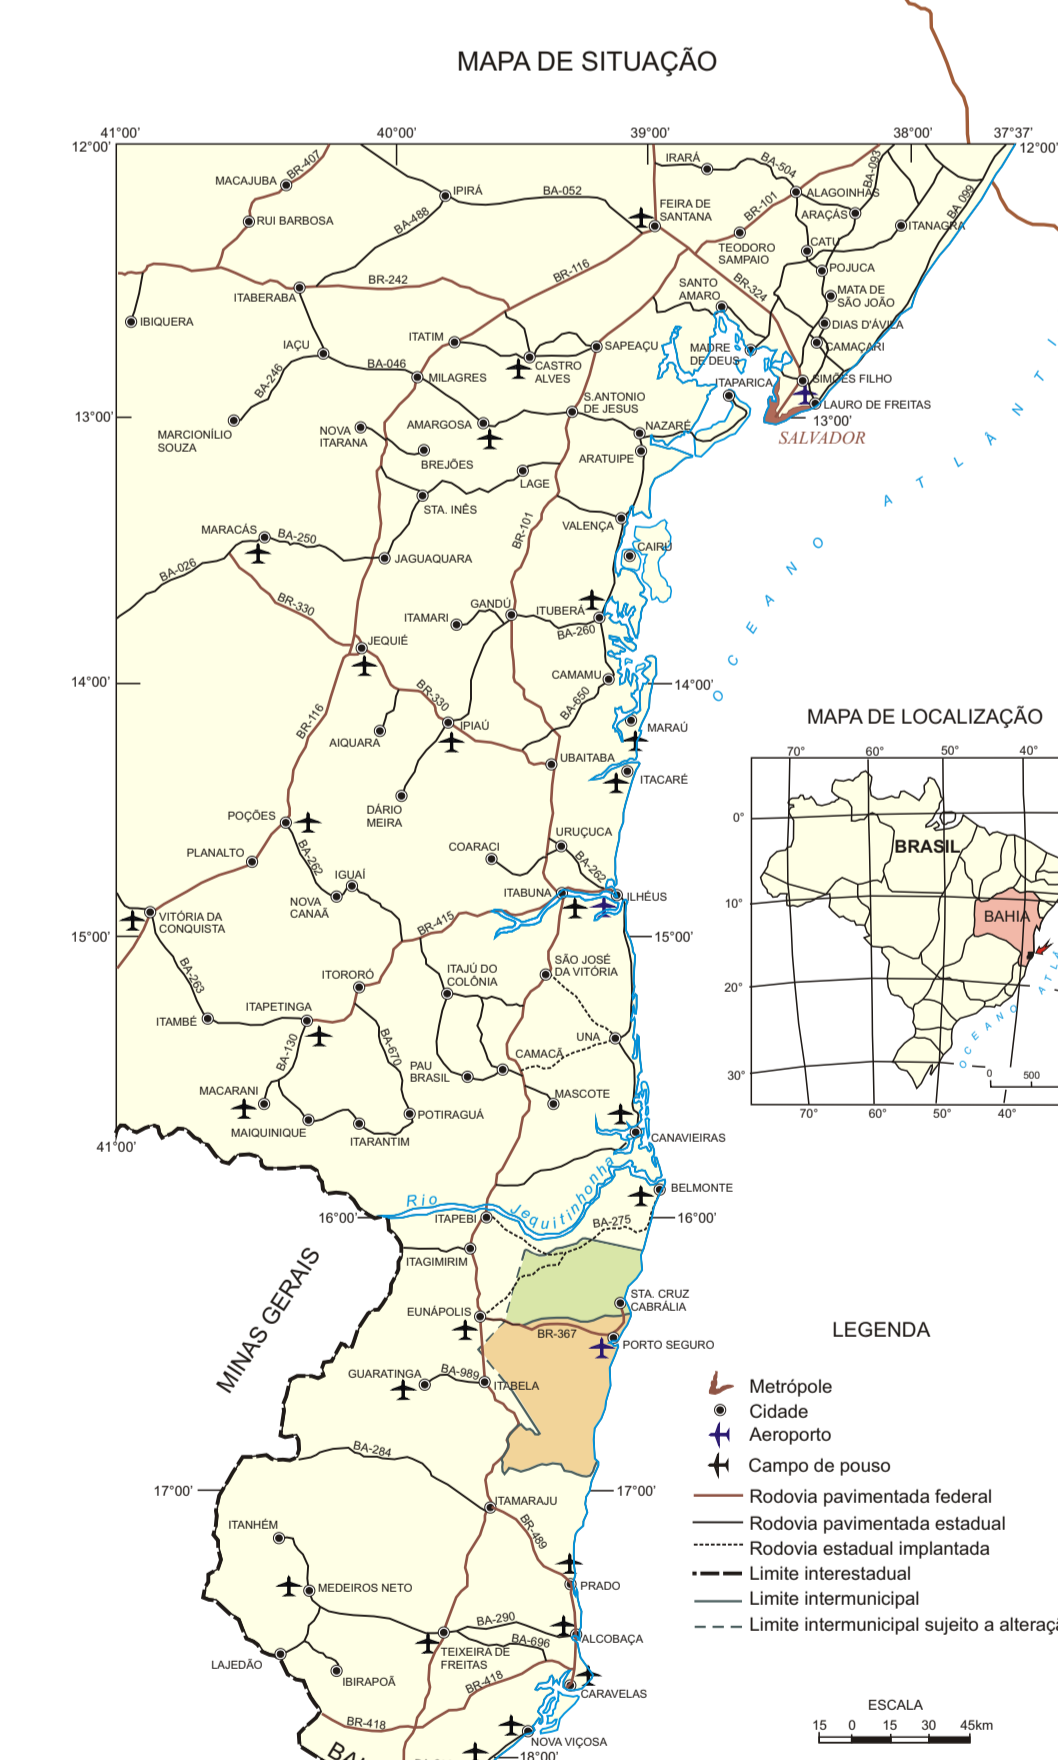 MAPA DE SITUAÇÃO
41°00'
40°00'
39°00'
38°00'
37°37'
12°00'
12°00'
IRARÁ
BA-504
BA-093
BR-407
MACAJUBA
IPIRÁ
BA-052
ALAGOINHAS
BA 099
RUI BARBOSA
BA-488
FEIRA DE
SANTANA
BR-101
ARAÇÁS
ITANAGRA
TEODORO
SAMPAIO
CATU
POJUCA
BR-242
BR-116
BR-324
ITABERABA
SANTO
AMARO
MATA DE
SÃO JOÃO
IBIQUERA
DIAS D'ÁVILA
IAÇU
ITATIM
SAPEAÇU
MADRE
DE DEUS
CAMAÇARI
BA-246
BA-046
MILAGRES
CASTRO
ALVES
ITAPARICA
SIMÕES FILHO
S.ANTONIO
DE JESUS
LAURO DE FREITAS
13°00'
13°00'
SALVADOR
MARCIONÍLIO
SOUZA
NOVA
ITARANA
AMARGOSA
NAZARÉ
BREJÕES
ARATUIPE
LAGE
STA. INÊS
VALENÇA
BR-101
MARACÁS
BA-250
CAIRÚ
JAGUAQUARA
BA-026
BR-330
ITAMARI
GANDÚ
ITUBERÁ
BA-260
JEQUIÉ
CAMAMU
14°00'
14°00'
BR-330
BA-650
BR-116
AIQUARA
IPIAÚ
MARAÚ
UBAITABA
ITACARÉ
DÁRIO
MEIRA
POÇÕES
URUÇUCA
COARACI
BA-262
PLANALTO
BA-262
IGUAÍ
NOVA
CANAÃ
ITABUNA
ILHÉUS
VITÓRIA DA
CONQUISTA
BR-415
15°00'
BA-263
ITORORÓ
ITAJÚ DO
COLÔNIA
SÃO JOSÉ
DA VITÓRIA
ITAMBÉ
ITAPETINGA
UNA
BA-130
BA-670
PAU
BRASIL
CAMACÃ
MACARANI
MASCOTE
MAIQUINIQUE
ITARANTIM
POTIRAGUÁ
CANAVIEIRAS
41°00'
Rio
Jequitinhonha
BELMONTE
16°00'
ITAPEBI
BA-275
16°00'
ITAGIMIRIM
STA. CRUZ
CABRÁLIA
EUNÁPOLIS
BR-367
PORTO SEGURO
MINAS GERAIS
GUARATINGA
BA-989
ITABELA
BA-284
17°00'
17°00'
ITAMARAJU
ITANHÉM
BR-489
MEDEIROS NETO
PRADO
BA-290
ALCOBAÇA
BA-696
LAJEDÃO
TEIXEIRA DE
FREITAS
IBIRAPOÃ
BR-418
CARAVELAS
BR-418
NOVA VIÇOSA
18°00'
15°00'
OCEANO ATLÂNTI
MAPA DE LOCALIZAÇÃO
70° 60° 50° 40°
0°
BRASIL
10°
BAHIA
20°
OCEANO ATLÂ
30°
0 500
70° 60° 50° 40°
LEGENDA
Metrópole
Cidade
Aeroporto
Campo de pouso
Rodovia pavimentada federal
Rodovia pavimentada estadual
Rodovia estadual implantada
Limite interestadual
Limite intermunicipal
Limite intermunicipal sujeito a alteraçã
ESCALA
15 0 15 30 45km